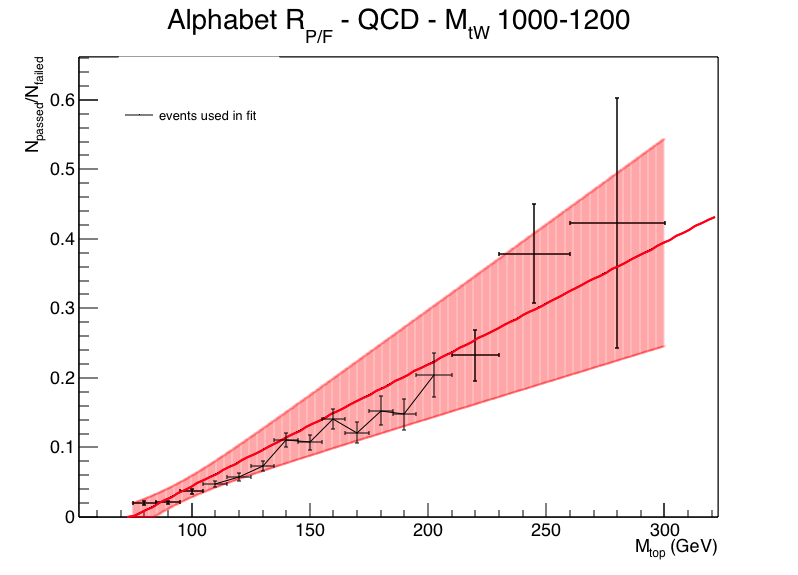 Alphabet R_P/F - QCD - M_tW 1000-1200
N_passed/N_failed
events used in fit
0.6
0.5
0.4
0.3
0.2
0.1
0
100 150 200 250 300
M_top (GeV)